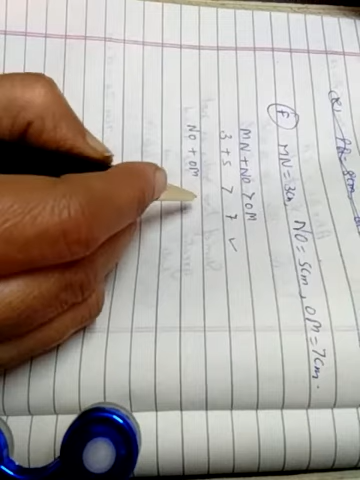 (f) MN = 3cm, NO = 5cm, OM = 7cm.
MN + NO > OM
3 + 5 > 7 ✓
NO + OM